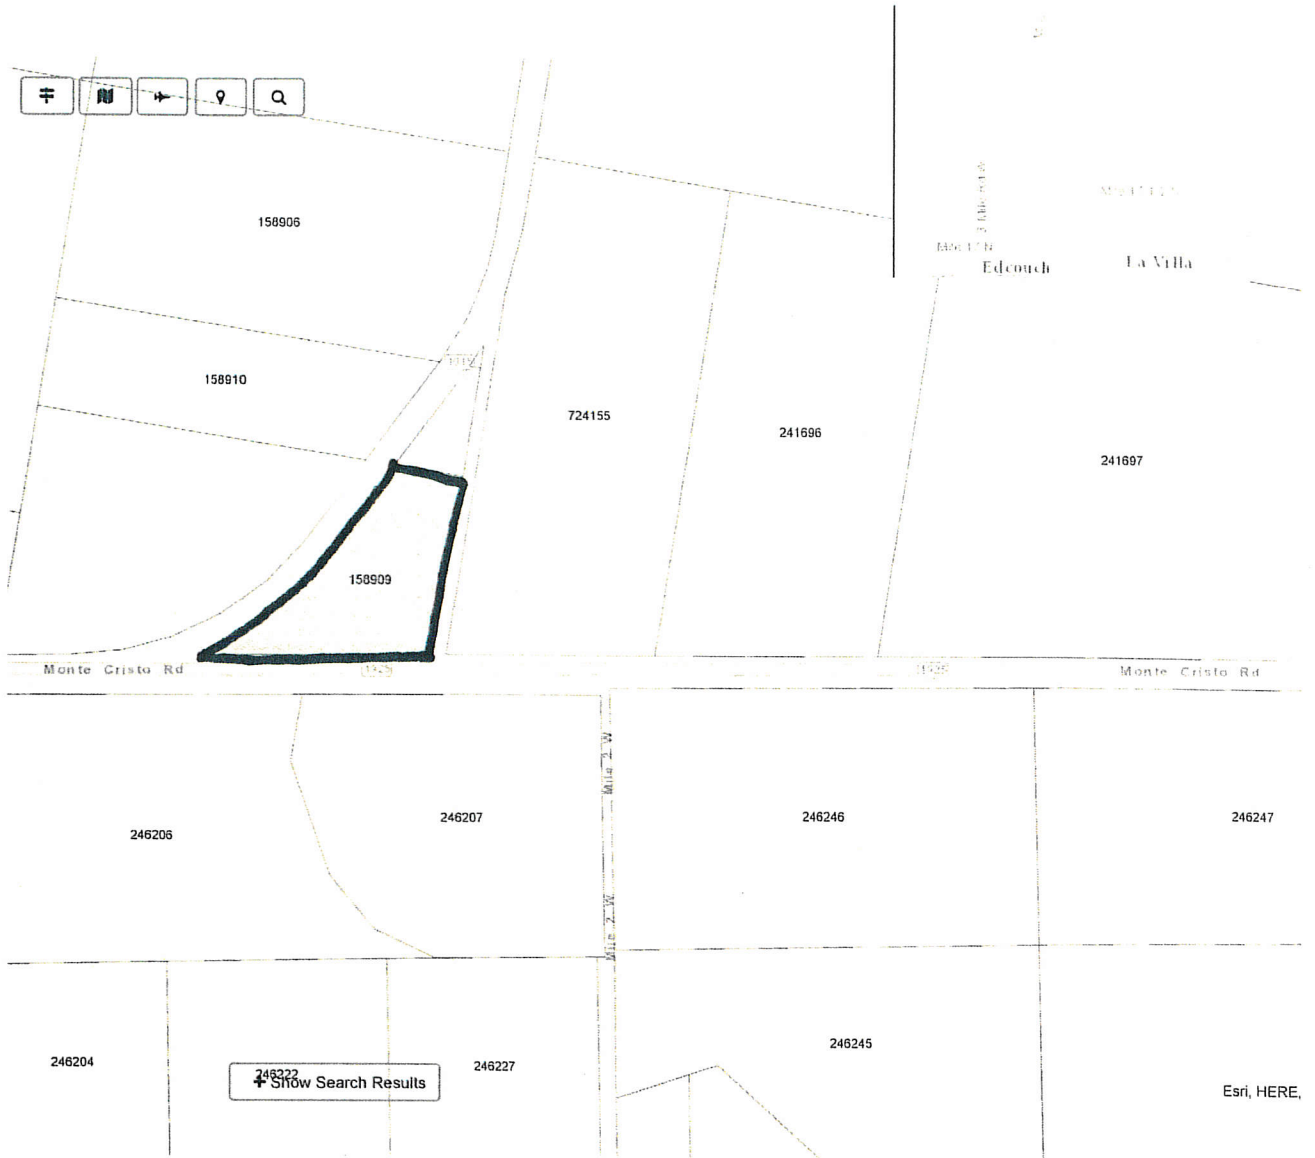 158906
Edcouch
La Villa
158910
724155
241696
241697
158909
Monte Cristo Rd
Monte Cristo Rd
Mile 2 W
246206
246207
246246
246247
Mile 2 W
246204
246222
+ Show Search Results
246227
246245
Esri, HERE,